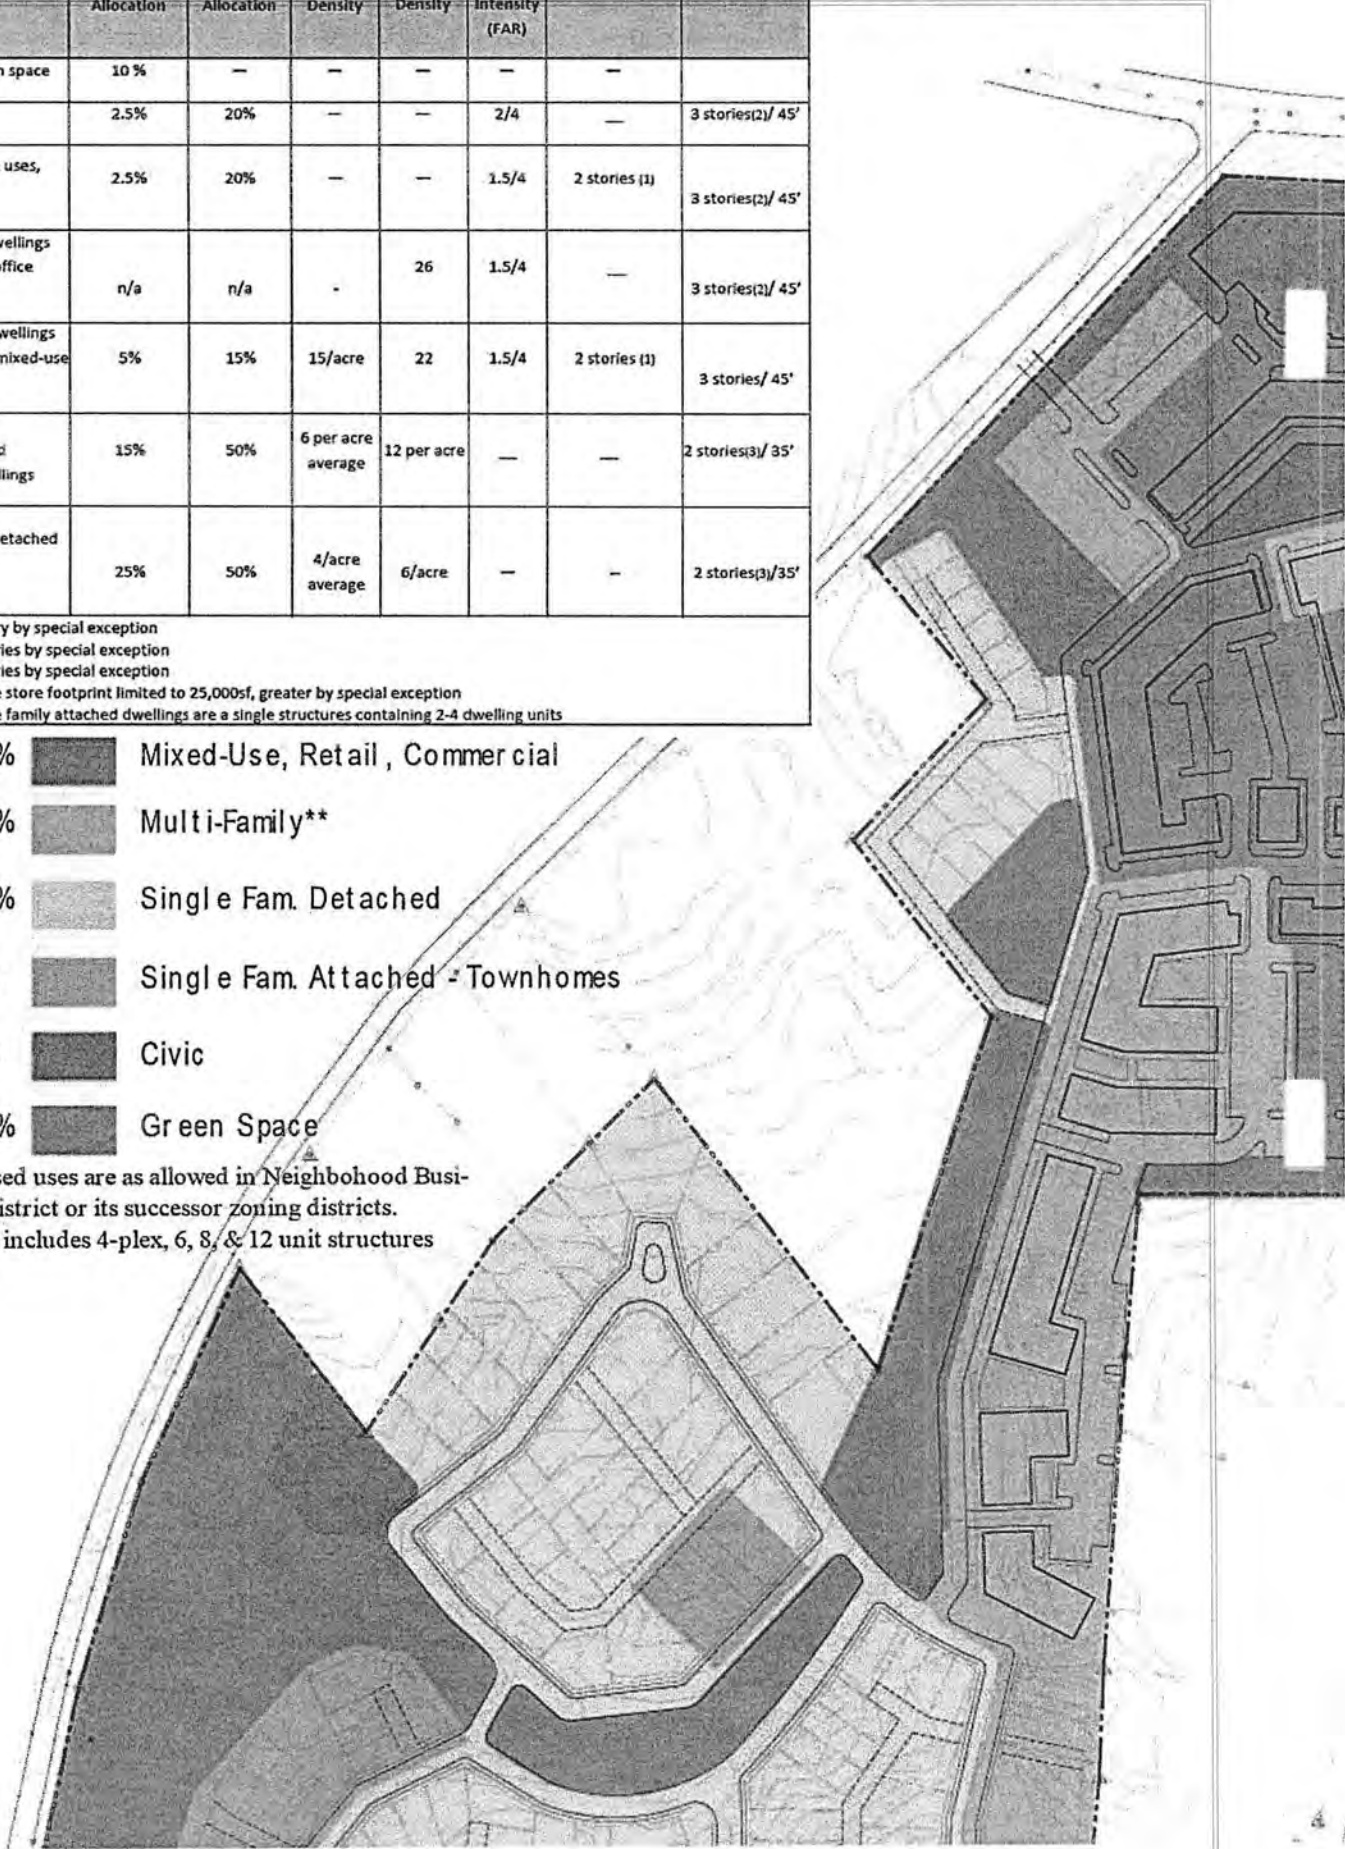 Allocation Allocation Density Density Intensity
(FAR)
n space 10 % — — — — —
2.5% 20% — — 2/4 — 3 stories(2)/ 45'
uses,
2.5% 20% — — 1.5/4 2 stories (1)
3 stories(2)/ 45'
wellings
office
n/a n/a - 26 1.5/4 — 3 stories(2)/ 45'
wellings
mixed-use 5% 15% 15/acre 22 1.5/4 2 stories (1)
3 stories/ 45'
d
llings
15% 50% 6 per acre
average 12 per acre — — 2 stories(3)/ 35'
etached
25% 50% 4/acre
average 6/acre — — 2 stories(3)/35'
ry by special exception
ries by special exception
ries by special exception
e store footprint limited to 25,000sf, greater by special exception
e family attached dwellings are a single structures containing 2-4 dwelling units
% Mixed-Use, Retail, Commercial
% Multi-Family**
% Single Fam. Detached
Single Fam. Attached - Townhomes
Civic
% Green Space
sed uses are as allowed in Neighbohood Busi-
istrict or its successor zoning districts.
includes 4-plex, 6, 8, & 12 unit structures